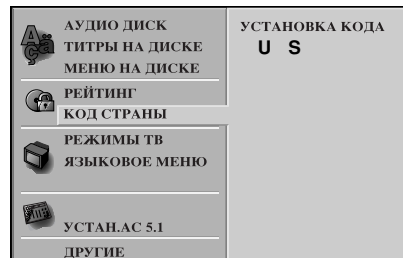 АУДИО ДИСК
ТИТРЫ НА ДИСКЕ
МЕНЮ НА ДИСКЕ
РЕЙТИНГ
КОД СТРАНЫ
РЕЖИМЫ ТВ
ЯЗЫКОВОЕ МЕНЮ
УСТАН.АС 5.1
ДРУГИЕ
УСТАНОВКА КОДА
U S